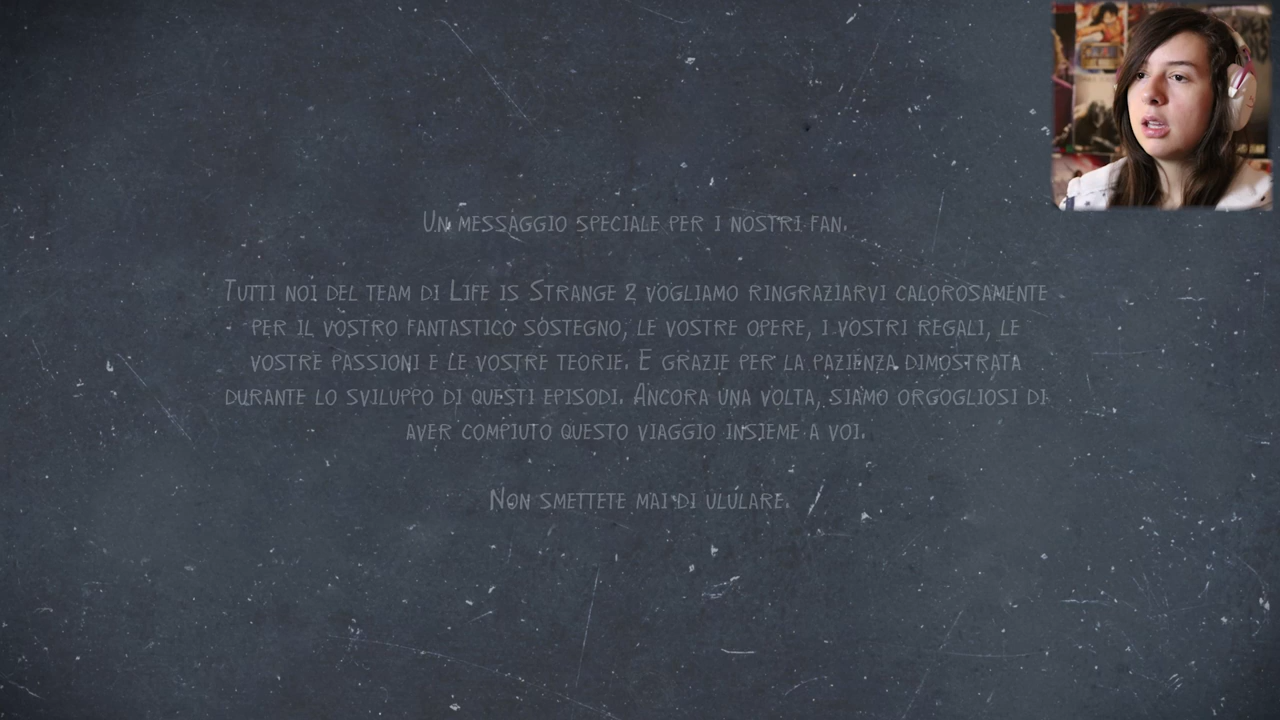 Un messaggio speciale per i nostri fan.
Tutti noi del team di Life is Strange 2 vogliamo ringraziarvi calorosamente
per il vostro fantastico sostegno, le vostre opere, i vostri regali, le
vostre passioni e le vostre teorie. E grazie per la pazienza dimostrata
durante lo sviluppo di questi episodi. Ancora una volta, siamo orgogliosi di
aver compiuto questo viaggio insieme a voi.
Non smettete mai di ululare.